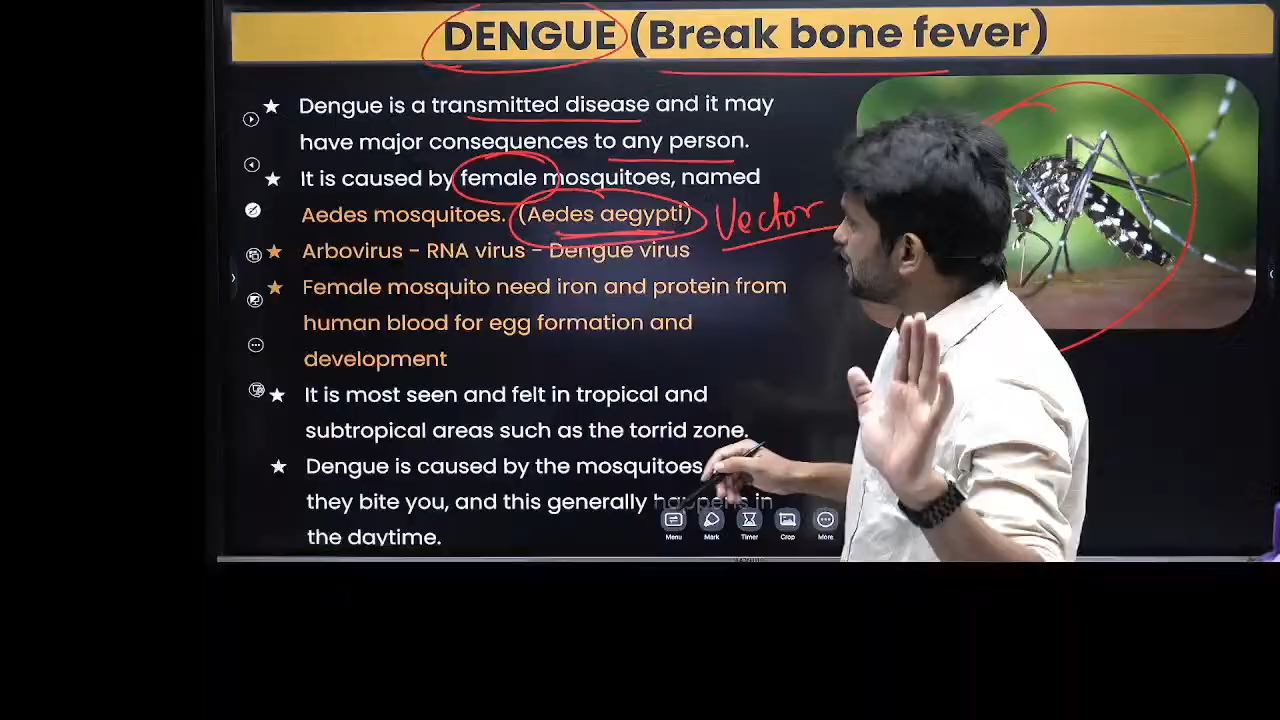 DENGUE (Break bone fever)
Dengue is a transmitted disease and it may
have major consequences to any person.
It is caused by female mosquitoes, named
Aedes mosquitoes. (Aedes aegypti) Vector
Arbovirus - RNA virus - Dengue virus
Female mosquito need iron and protein from
human blood for egg formation and
development
It is most seen and felt in tropical and
subtropical areas such as the torrid zone.
Dengue is caused by the mosquitoes
they bite you, and this generally happens in
the daytime.
Menu Mark Timer Crop More